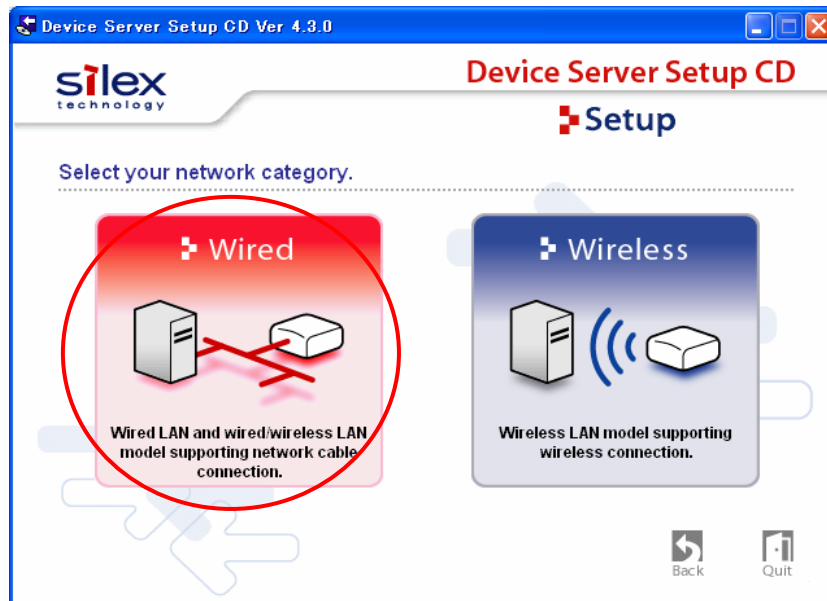 Device Server Setup CD Ver 4.3.0
silex
technology
Device Server Setup CD
Setup
Select your network category.
Wired
Wired LAN and wired/wireless LAN
model supporting network cable
connection.
Wireless
Wireless LAN model supporting
wireless connection.
Back
Quit